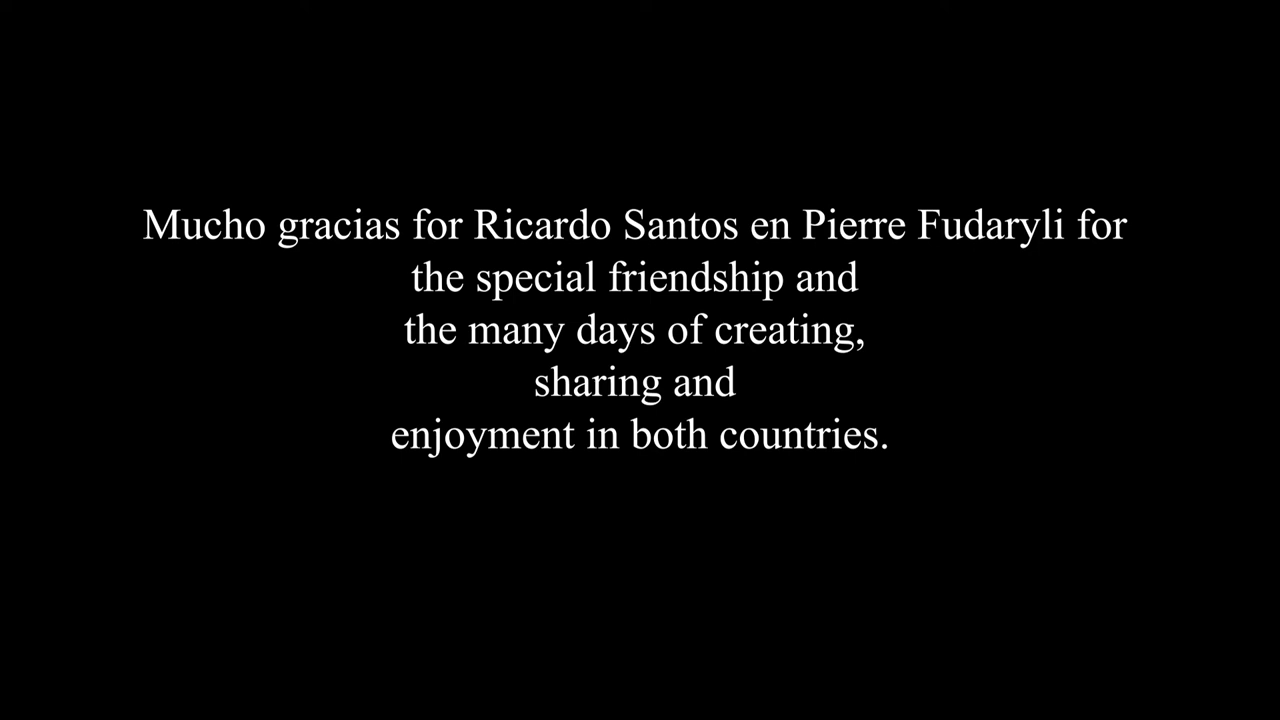 Mucho gracias for Ricardo Santos en Pierre Fudaryli for
the special friendship and
the many days of creating,
sharing and
enjoyment in both countries.